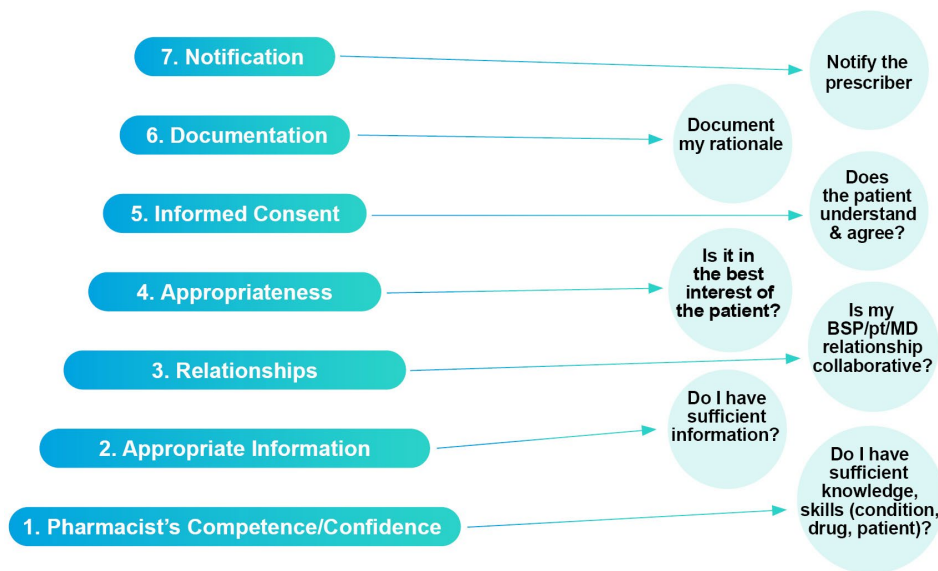 7. Notification
Notify the
prescriber
6. Documentation
Document
my rationale
5. Informed Consent
Does
the patient
understand
& agree?
4. Appropriateness
Is it in
the best
interest of
the patient?
3. Relationships
Is my
BSP/pt/MD
relationship
collaborative?
2. Appropriate Information
Do I have
sufficient
information?
1. Pharmacist's Competence/Confidence
Do I have
sufficient
knowledge,
skills (condition,
drug, patient)?